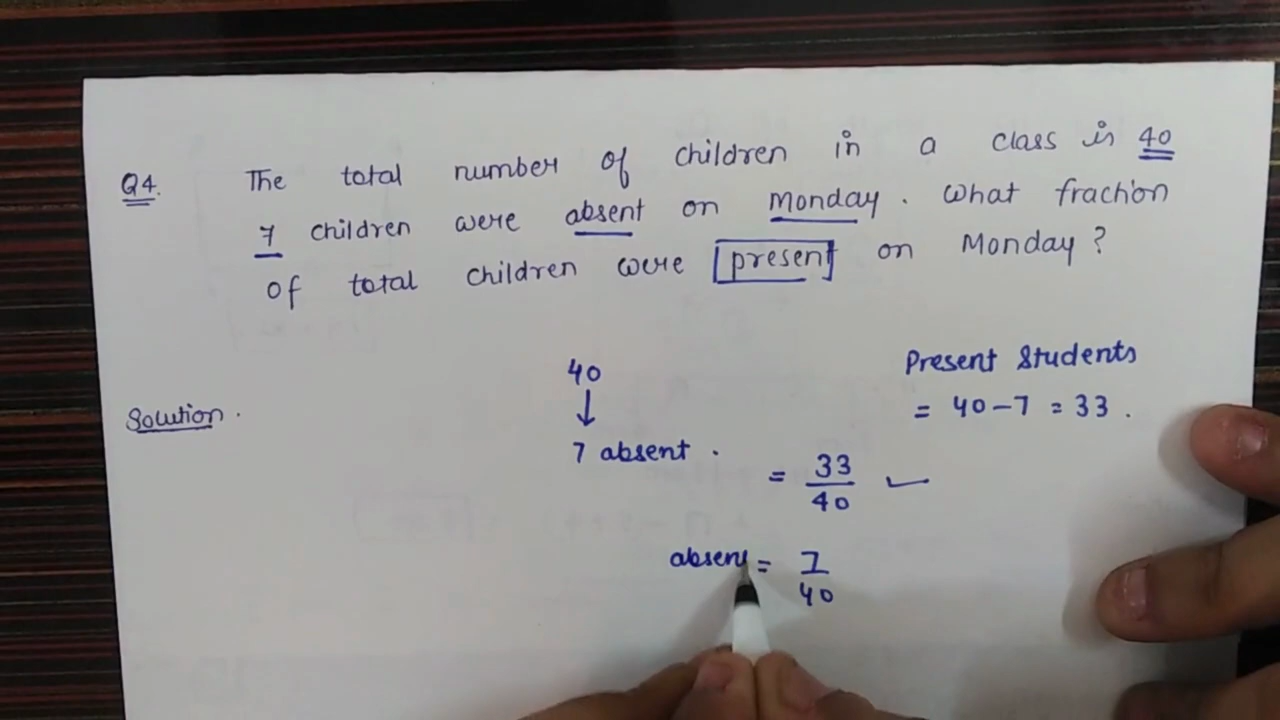 Q4. The total number of children in a class is 40
7 children were absent on Monday. What fraction
of total children were present on Monday?
Solution.
40
↓
7 absent.
Present Students
= 40-7 = 33.
= 33/40 ✓
absent = 7/40